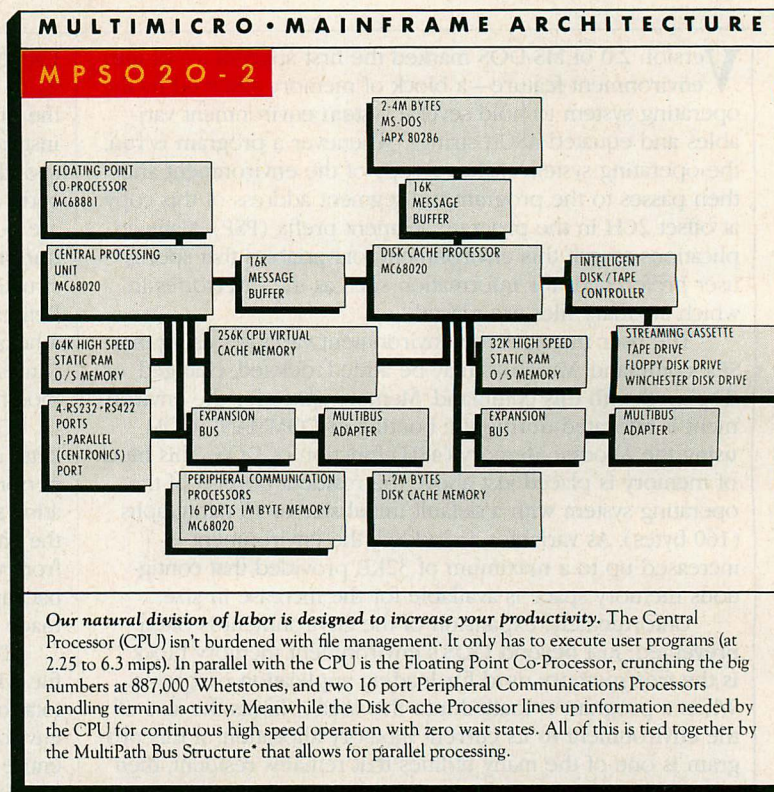 MULTIMICRO • MAINFRAME ARCHITECTURE
MPS020-2
2-4M BYTES
MS-DOS
iAPX 80286
FLOATING POINT
CO-PROCESSOR
MC68881
16K
MESSAGE
BUFFER
CENTRAL PROCESSING
UNIT
MC68020
16K
MESSAGE
BUFFER
DISK CACHE PROCESSOR
MC68020
INTELLIGENT
DISK/TAPE
CONTROLLER
64K HIGH SPEED
STATIC RAM
O/S MEMORY
256K CPU VIRTUAL
CACHE MEMORY
32K HIGH SPEED
STATIC RAM
O/S MEMORY
STREAMING CASSETTE
TAPE DRIVE
FLOPPY DISK DRIVE
WINCHESTER DISK DRIVE
4-RS232•RS422
PORTS
1-PARALLEL
(CENTRONICS)
PORT
EXPANSION
BUS
MULTIBUS
ADAPTER
EXPANSION
BUS
MULTIBUS
ADAPTER
PERIPHERAL COMMUNICATION
PROCESSORS
16 PORTS 1M BYTE MEMORY
MC68020
1-2M BYTES
DISK CACHE MEMORY
Our natural division of labor is designed to increase your productivity. The Central
Processor (CPU) isn't burdened with file management. It only has to execute user programs (at
2.25 to 6.3 mips). In parallel with the CPU is the Floating Point Co-Processor, crunching the big
numbers at 887,000 Whetstones, and two 16 port Peripheral Communications Processors
handling terminal activity. Meanwhile the Disk Cache Processor lines up information needed by
the CPU for continuous high speed operation with zero wait states. All of this is tied together by
the MultiPath Bus Structure* that allows for parallel processing.